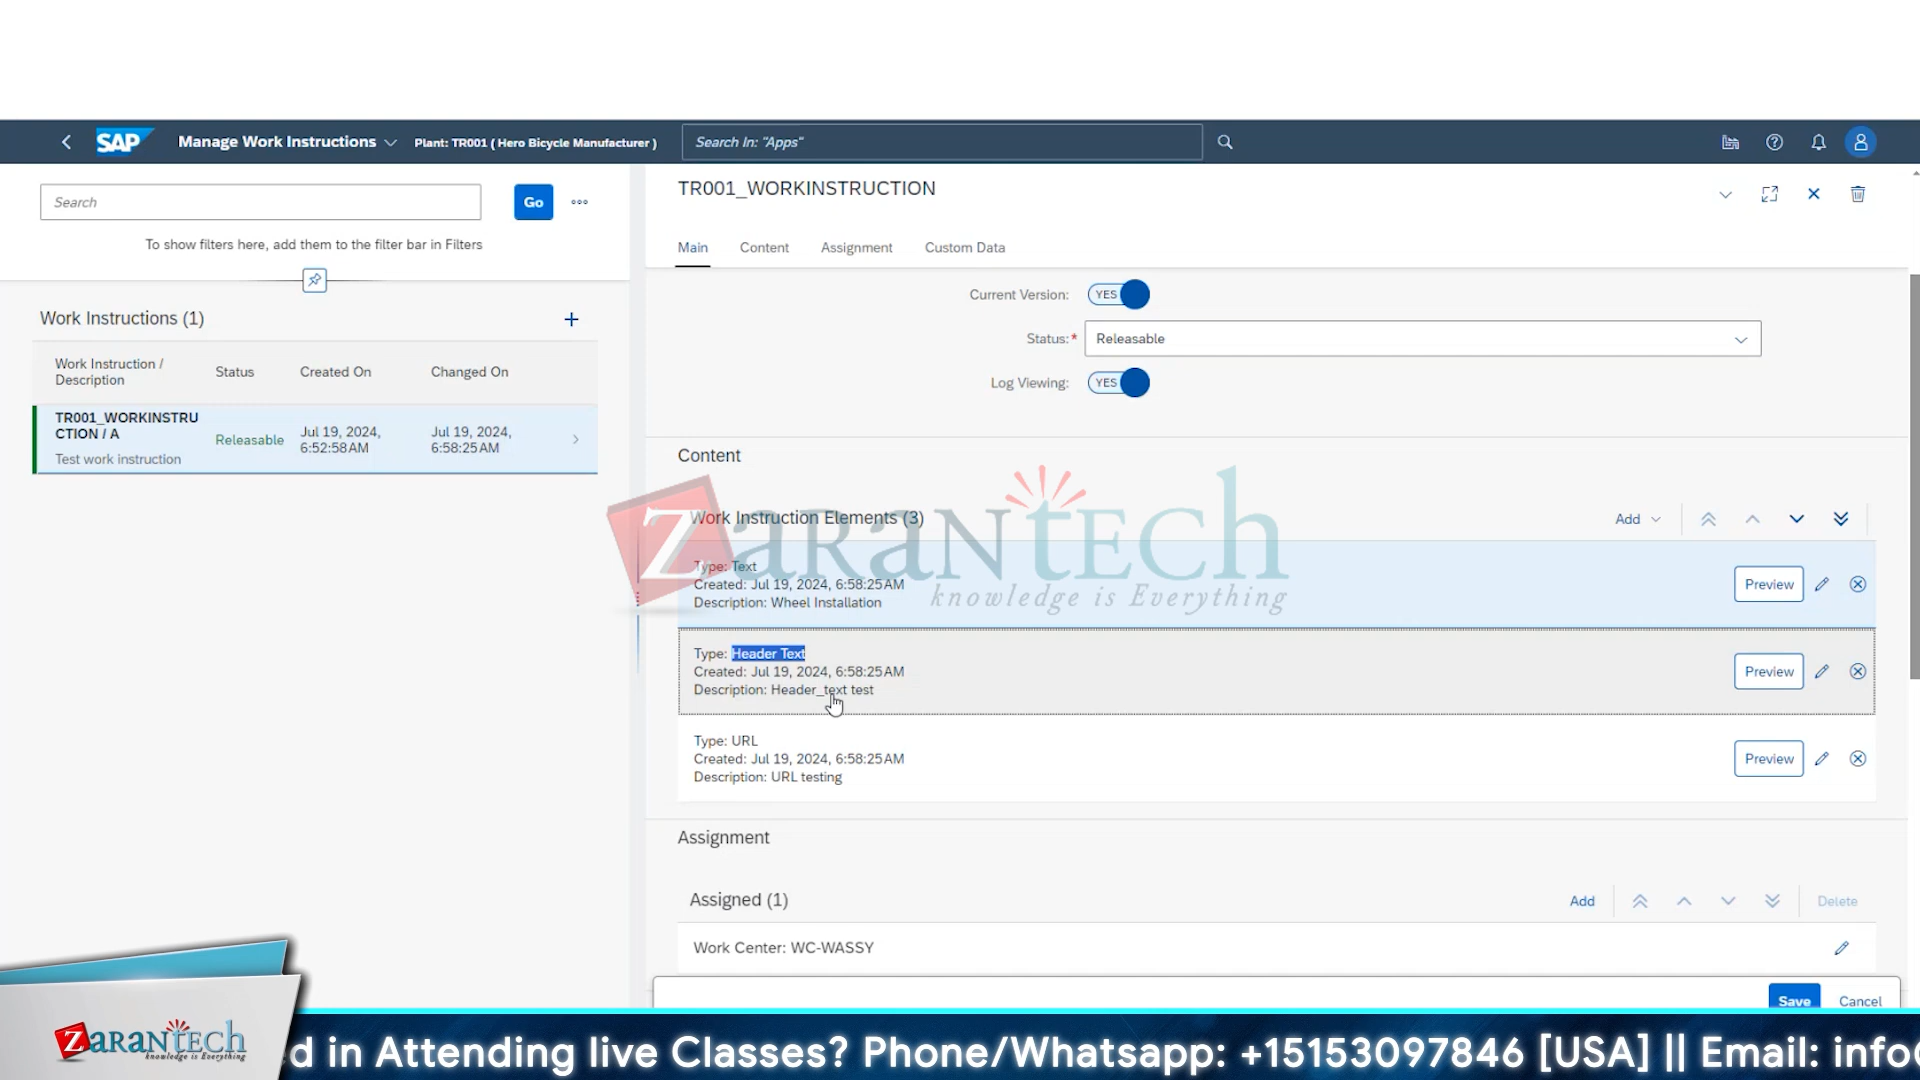 SAP
Manage Work Instructions
Plant: TR001 ( Hero Bicycle Manufacturer )
Search In: "Apps"
Search
Go
To show filters here, add them to the filter bar in Filters
Work Instructions (1)
Work Instruction /
Description
Status
Created On
Changed On
TR001_WORKINSTRU
CTION / A
Test work instruction
Releasable
Jul 19, 2024,
6:52:58 AM
Jul 19, 2024,
6:58:25 AM
TR001_WORKINSTRUCTION
Main
Content
Assignment
Custom Data
Current Version:
YES
Status:*
Releasable
Log Viewing:
YES
Content
Work Instruction Elements (3)
Add
Type: Text
Created: Jul 19, 2024, 6:58:25 AM
Description: Wheel Installation
Preview
Type: Header Text
Created: Jul 19, 2024, 6:58:25 AM
Description: Header_text test
Preview
Type: URL
Created: Jul 19, 2024, 6:58:25 AM
Description: URL testing
Preview
ZaranTech
knowledge is Everything
Assignment
Assigned (1)
Add
Delete
Work Center: WC-WASSY
Save
Cancel
ZaranTech
knowledge is Everything
d in Attending live Classes? Phone/Whatsapp: +15153097846 [USA] || Email: info